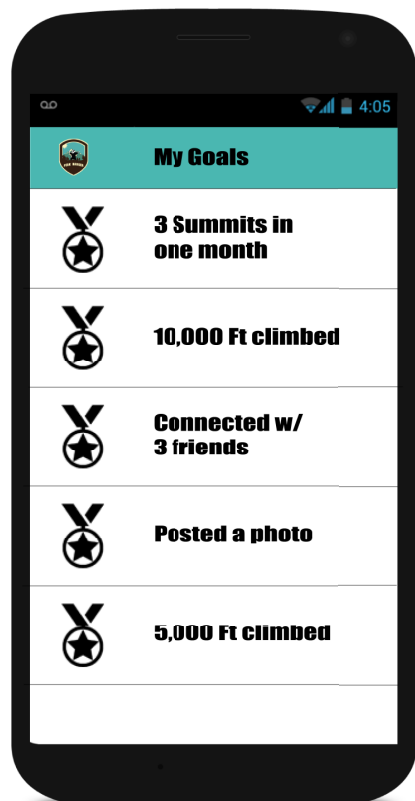 4:05
My Goals
3 Summits in
one month
10,000 Ft climbed
Connected w/
3 friends
Posted a photo
5,000 Ft climbed